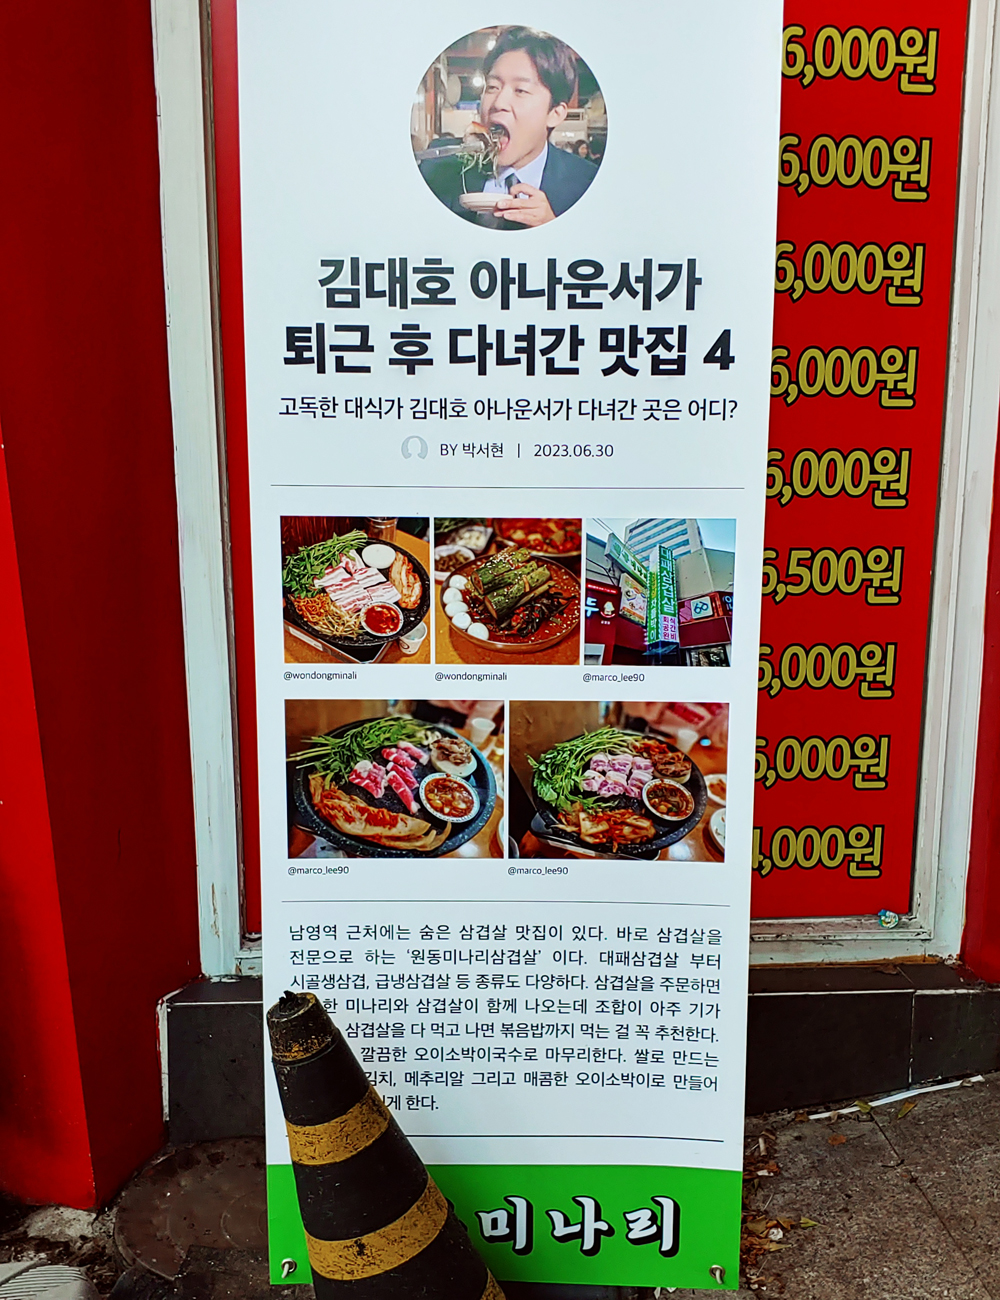 김대호 아나운서가
퇴근 후 다녀간 맛집 4
고독한 대식가 김대호 아나운서가 다녀간 곳은 어디?
BY 박서현 | 2023.06.30
대패삼겹살
@wondongminali
@wondongminali
@marco_lee90
@marco_lee90
@marco_lee90
남영역 근처에는 숨은 삼겹살 맛집이 있다. 바로 삼겹살을
전문으로 하는 '원동미나리삼겹살' 이다. 대패삼겹살 부터
시골생삼겹, 급냉삼겹살 등 종류도 다양하다. 삼겹살을 주문하면
한 미나리와 삼겹살이 함께 나오는데 조합이 아주 기가
삼겹살을 다 먹고 나면 볶음밥까지 먹는 걸 꼭 추천한다.
깔끔한 오이소박이국수로 마무리한다. 쌀로 만드는
김치, 메추리알 그리고 매콤한 오이소박이로 만들어
게 한다.
미나리
6,000원
6,000원
6,000원
6,000원
6,000원
6,500원
6,000원
6,000원
4,000원